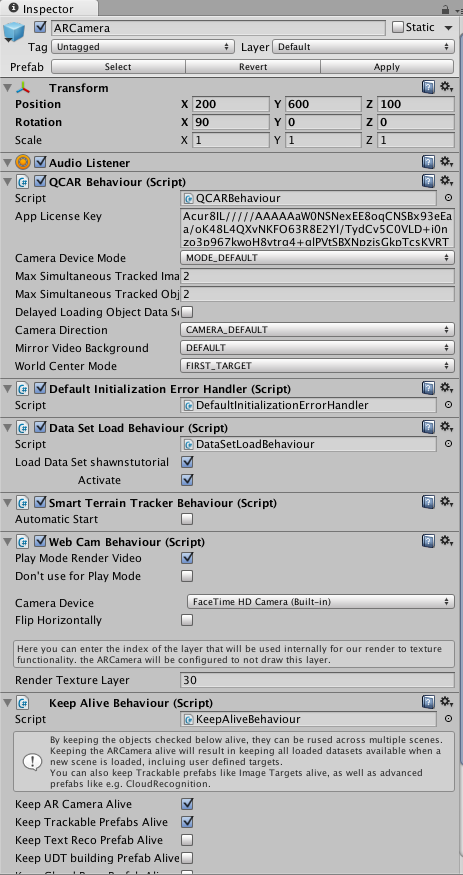 Inspector
ARCamera Static
Tag Untagged Layer Default
Prefab Select Revert Apply
Transform
Position X 200 Y 600 Z 100
Rotation X 90 Y 0 Z 0
Scale X 1 Y 1 Z 1
Audio Listener
QCAR Behaviour (Script)
Script QCARBehaviour
App License Key Acur8IL/////AAAAAaW0NSNexEE8oqCNSBx93eEa
a/oK48L4QXvNKFO63R8E2Yl/TydCv5C0VLD+i0n
zo3p967kwoH8vtrq4+qIPVtSBXNpzisGkpTcsKVRT
Camera Device Mode MODE_DEFAULT
Max Simultaneous Tracked Ima 2
Max Simultaneous Tracked Obj 2
Delayed Loading Object Data S
Camera Direction CAMERA_DEFAULT
Mirror Video Background DEFAULT
World Center Mode FIRST_TARGET
Default Initialization Error Handler (Script)
Script DefaultInitializationErrorHandler
Data Set Load Behaviour (Script)
Script DataSetLoadBehaviour
Load Data Set shawnstutorial
Activate
Smart Terrain Tracker Behaviour (Script)
Automatic Start
Web Cam Behaviour (Script)
Play Mode Render Video
Don't use for Play Mode
Camera Device FaceTime HD Camera (Built-in)
Flip Horizontally
Here you can enter the index of the layer that will be used internally for our render to texture
functionality. the ARCamera will be configured to not draw this layer.
Render Texture Layer 30
Keep Alive Behaviour (Script)
Script KeepAliveBehaviour
By keeping the objects checked below alive, they can be rused across multiple scenes.
Keeping the ARCamera alive will result in keeping all loaded datasets available when a
new scene is loaded, incluing user defined targets.
You can also keep Trackable prefabs like Image Targets alive, as well as advanced
prefabs like e.g. CloudRecognition.
Keep AR Camera Alive
Keep Trackable Prefabs Alive
Keep Text Reco Prefab Alive
Keep UDT building Prefab Alive